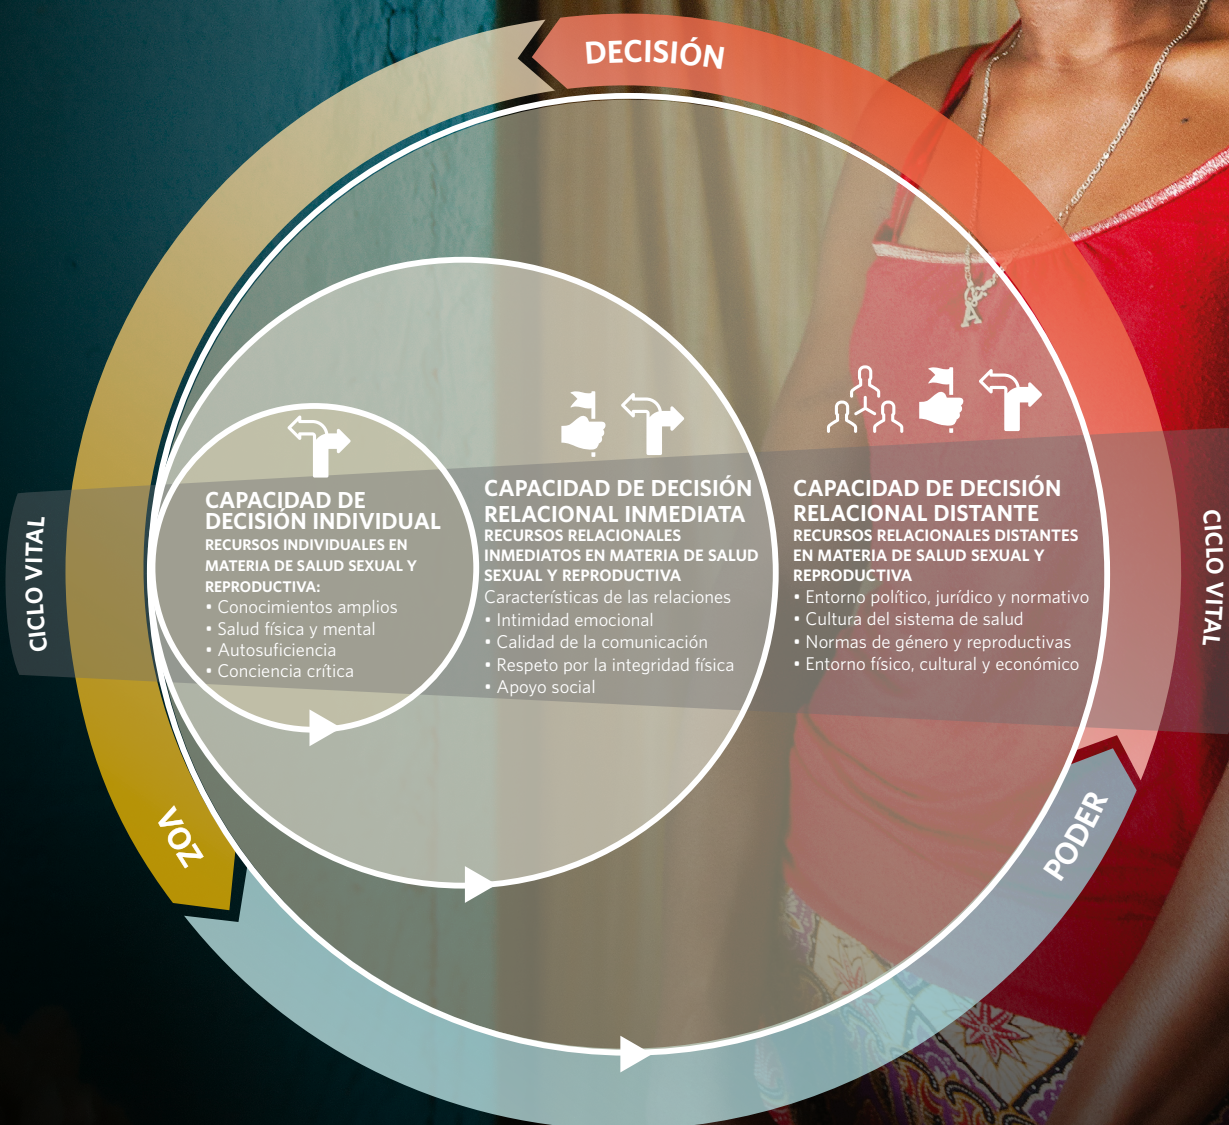 DECISIÓN
CICLO VITAL
CAPACIDAD DE
DECISIÓN INDIVIDUAL
RECURSOS INDIVIDUALES EN
MATERIA DE SALUD SEXUAL Y
REPRODUCTIVA:
• Conocimientos amplios
• Salud física y mental
• Autosuficiencia
• Conciencia crítica
CAPACIDAD DE DECISIÓN
RELACIONAL INMEDIATA
RECURSOS RELACIONALES
INMEDIATOS EN MATERIA DE SALUD
SEXUAL Y REPRODUCTIVA
Características de las relaciones
• Intimidad emocional
• Calidad de la comunicación
• Respeto por la integridad física
• Apoyo social
CAPACIDAD DE DECISIÓN
RELACIONAL DISTANTE
RECURSOS RELACIONALES DISTANTES
EN MATERIA DE SALUD SEXUAL Y
REPRODUCTIVA
• Entorno político, jurídico y normativo
• Cultura del sistema de salud
• Normas de género y reproductivas
• Entorno físico, cultural y económico
CICLO VITAL
VOZ
PODER
A